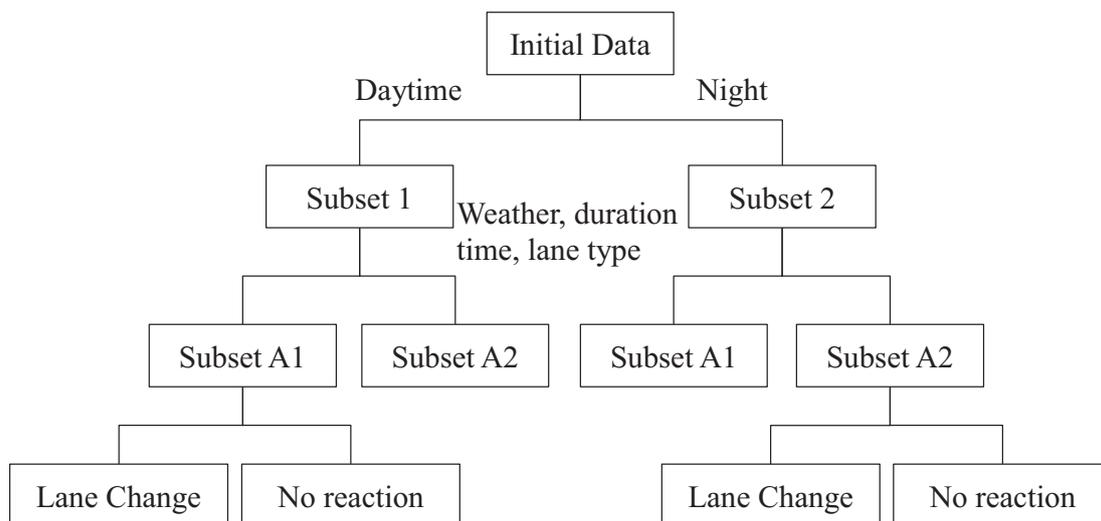 Initial Data
Daytime
Night
Subset 1
Weather, duration
time, lane type
Subset 2
Subset A1
Subset A2
Subset A1
Subset A2
Lane Change
No reaction
Lane Change
No reaction